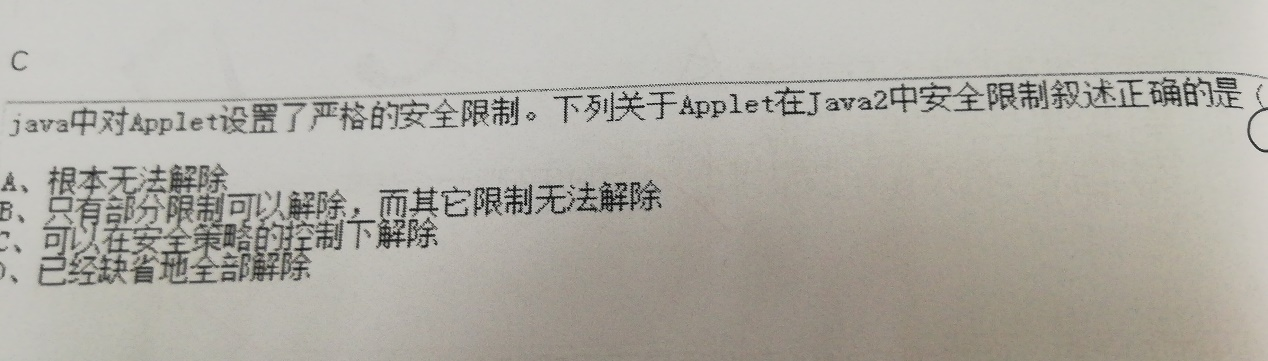 C
java中对Applet设置了严格的安全限制。下列关于Applet在Java2中安全限制叙述正确的是（
A、根本无法解除
B、只有部分限制可以解除，而其它限制无法解除
C、可以在安全策略的控制下解除
D、已经缺省地全部解除